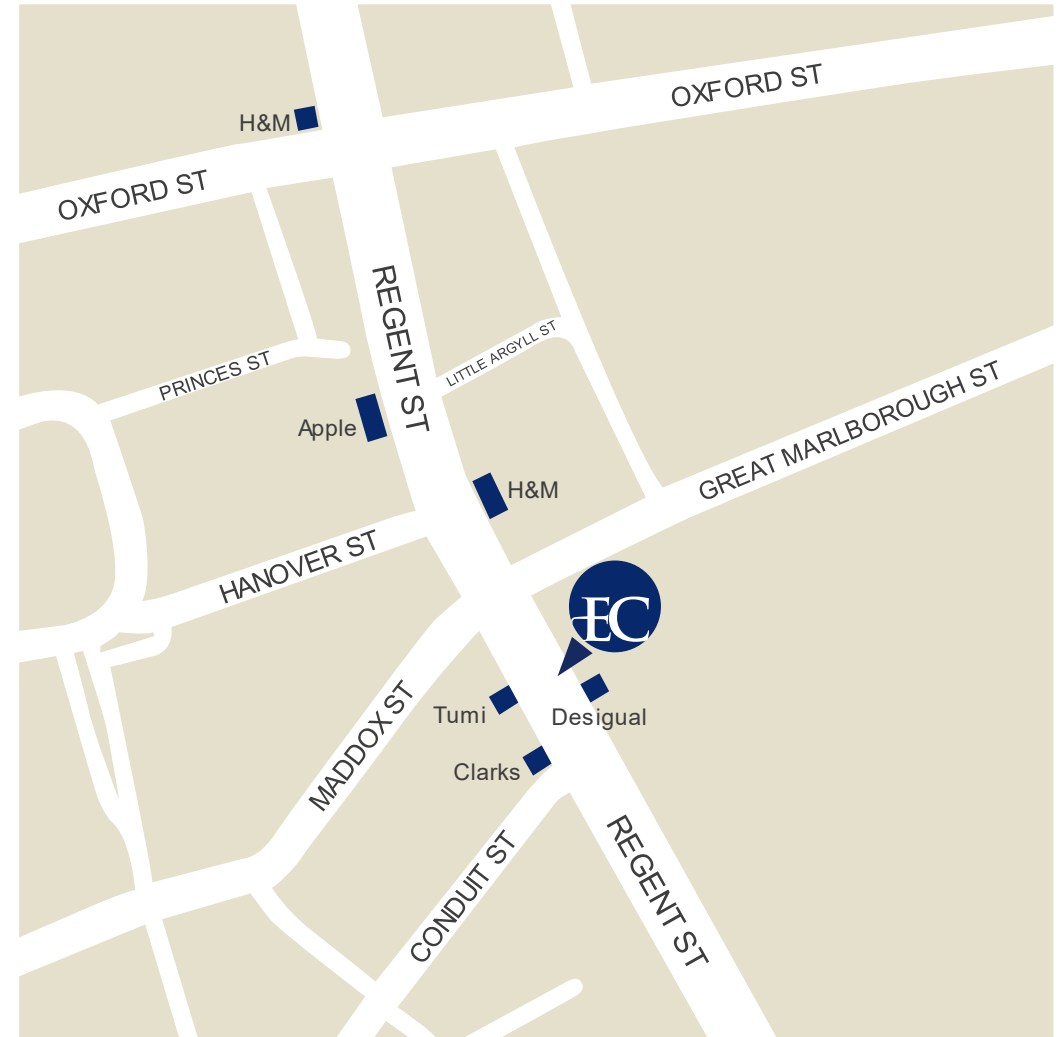 OXFORD ST
H&M
OXFORD ST
REGENT ST
LITTLE ARGYLL ST
PRINCES ST
GREAT MARLBOROUGH ST
Apple
H&M
HANOVER ST
EC
MADDOX ST
Tumi
Desigual
Clarks
REGENT ST
CONDUIT ST